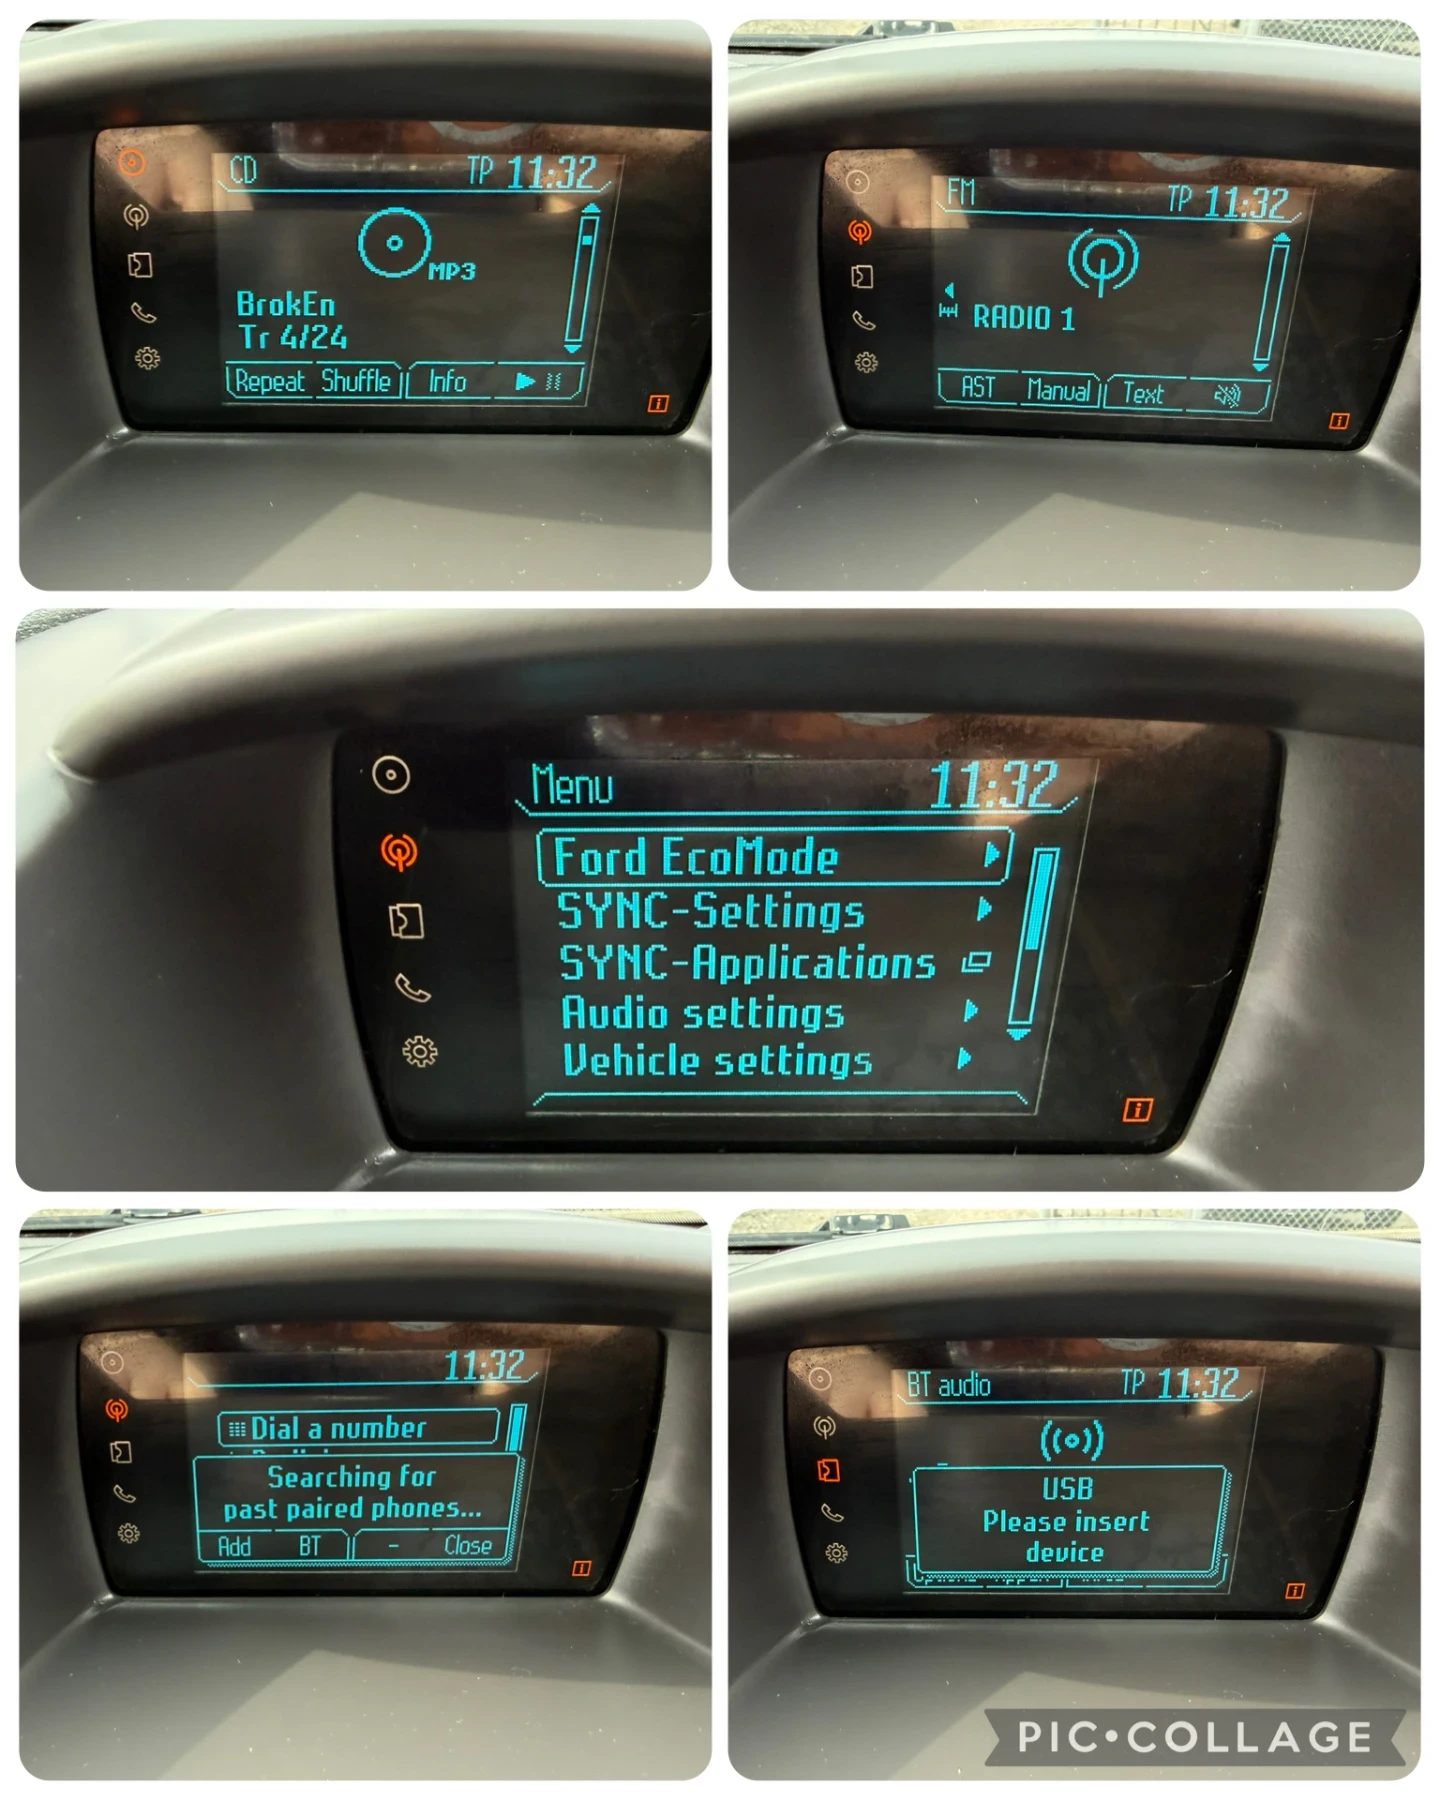 CD TP 11:32
MP3
BrokEn
Tr 4/24
Repeat Shuffle Info
FM TP 11:32
RADIO 1
AST Manual Text
Menu 11:32
Ford EcoMode
SYNC-Settings
SYNC-Applications
Audio settings
Vehicle settings
11:32
Dial a number
Searching for
past paired phones...
Add BT - Close
BT audio TP 11:32
USB
Please insert
device
PIC•COLLAGE